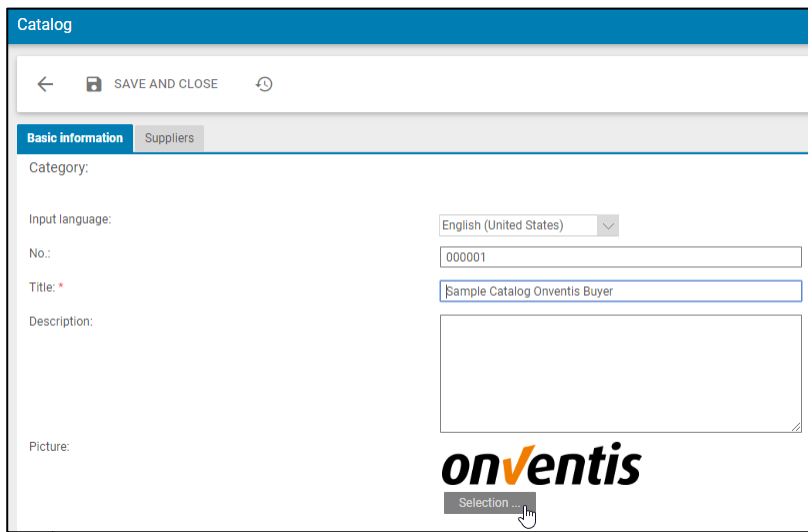 Catalog
SAVE AND CLOSE
Basic information Suppliers
Category:
Input language: English (United States)
No.: 000001
Title: * Sample Catalog Onventis Buyer
Description:
Picture: onventis
Selection ...